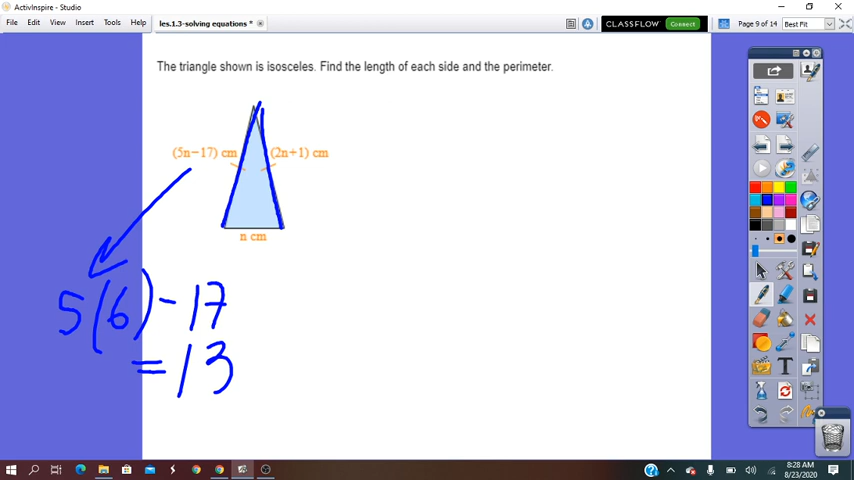 ActivInspire - Studio
File Edit View Insert Tools Help
CLASSFLOW Connect
Page 9 of 14
Best Fit
les.1.3-solving equations *
The triangle shown is isosceles. Find the length of each side and the perimeter.
(5n−17) cm
(2n+1) cm
n cm
5(6)-17
=13
T
8:28 AM
8/23/2020